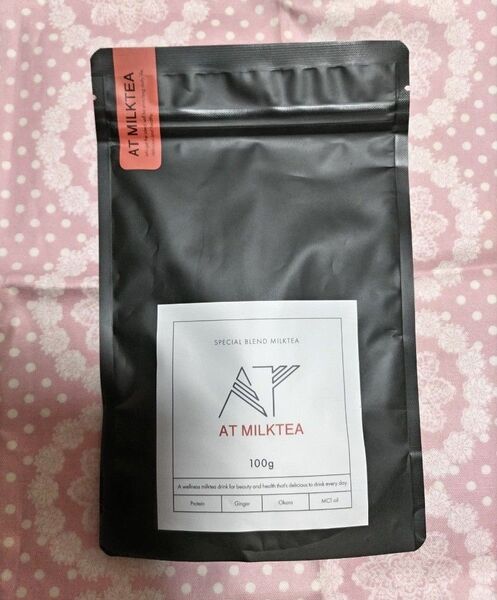 AT MILKTEA
SPECIAL BLEND MILKTEA
AT
AT MILKTEA
100g
A wellness milktea drink for beauty and health that's delicious to drink every day.
Protein
Ginger
Okara
MCT oil